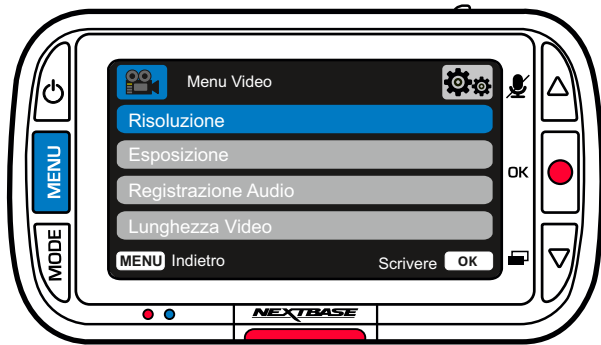 Menu Video
Risoluzione
MENU
Esposizione
OK
Registrazione Audio
Lunghezza Video
MODE
MENU Indietro
Scrivere OK
NEXTBASE